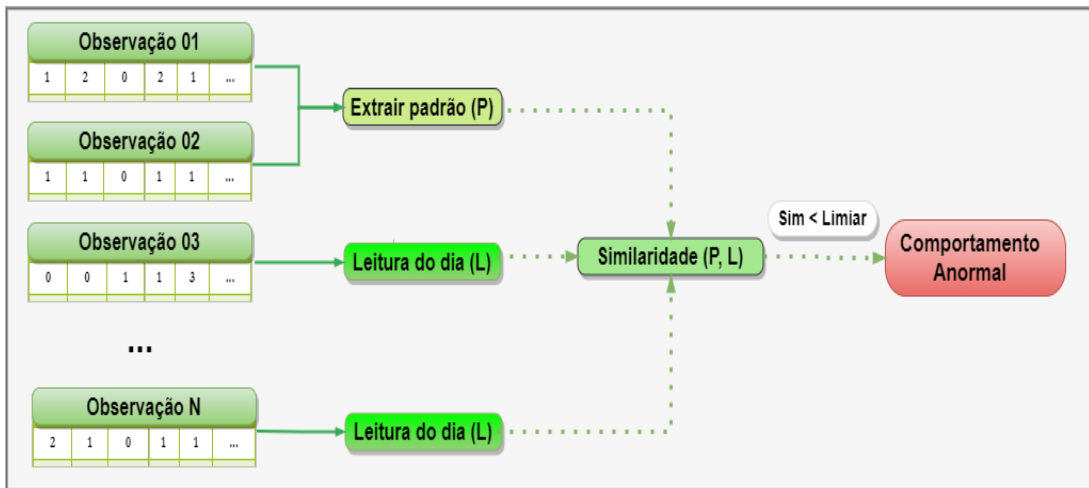 Observação 01
1 2 0 2 1 ...
Observação 02
1 1 0 1 1 ...
Extrair padrão (P)
Observação 03
0 0 1 1 3 ...
Leitura do dia (L)
Similaridade (P, L)
Sim < Limiar
Comportamento
Anormal
...
Observação N
2 1 0 1 1 ...
Leitura do dia (L)